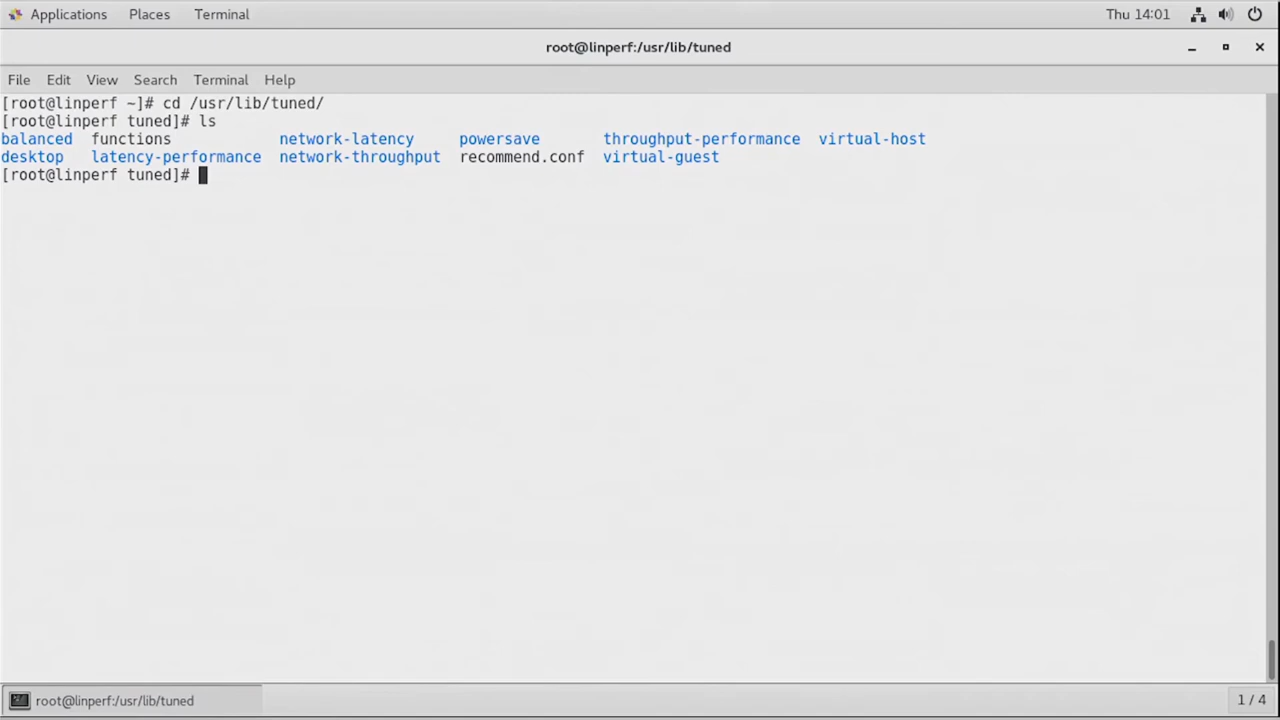 Applications Places Terminal Thu 14:01
root@linperf:/usr/lib/tuned
File Edit View Search Terminal Help
[root@linperf ~]# cd /usr/lib/tuned/
[root@linperf tuned]# ls
balanced functions network-latency powersave throughput-performance virtual-host
desktop latency-performance network-throughput recommend.conf virtual-guest
[root@linperf tuned]#
root@linperf:/usr/lib/tuned 1 / 4